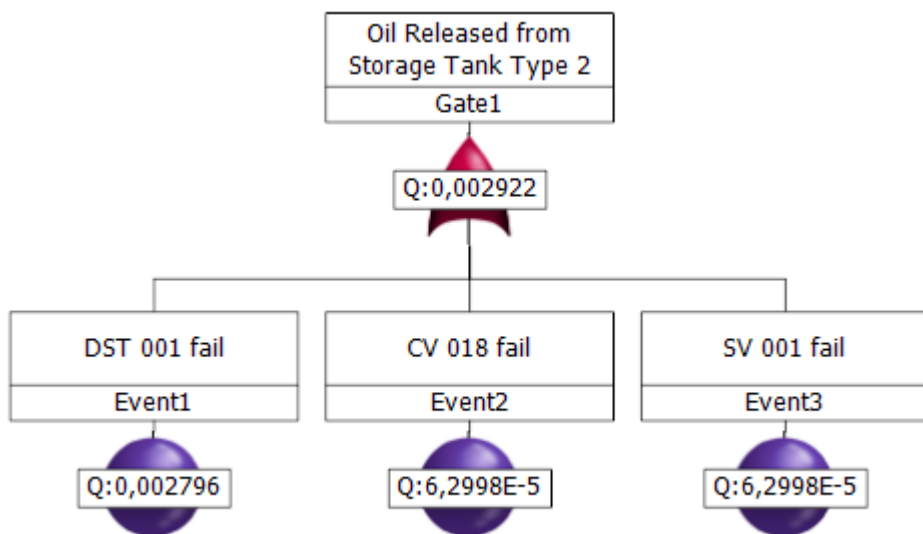 Oil Released from
Storage Tank Type 2
Gate1
Q:0,002922
DST 001 fail
CV 018 fail
SV 001 fail
Event1
Event2
Event3
Q:0,002796
Q:6,2998E-5
Q:6,2998E-5